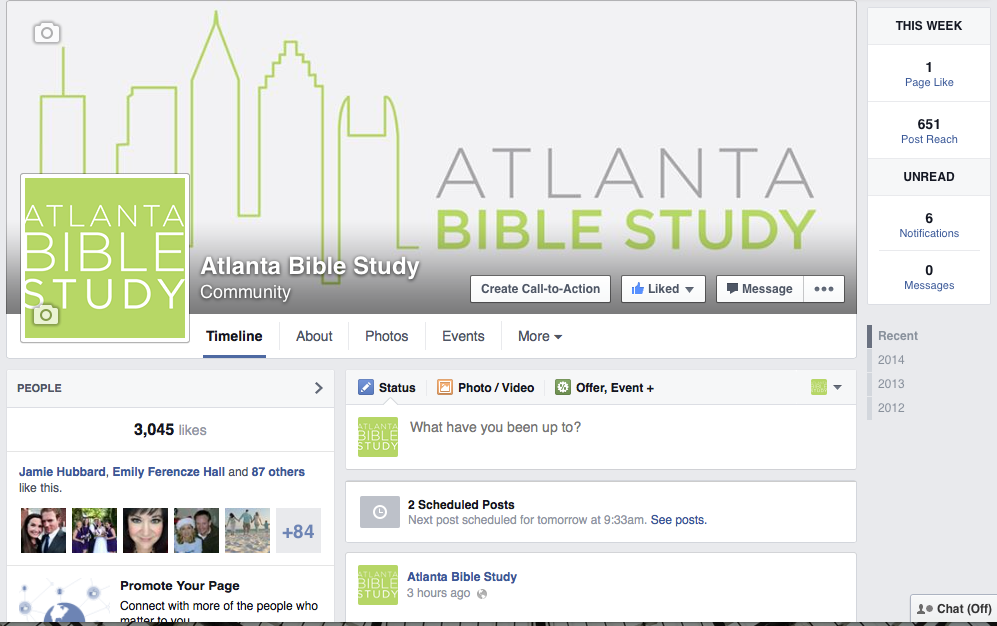 ATLANTA
BIBLE STUDY
ATLANTA
BIBLE
STUDY
Atlanta Bible Study
Community
Create Call-to-Action
Liked
Message
Timeline
About
Photos
Events
More
THIS WEEK
1
Page Like
651
Post Reach
UNREAD
6
Notifications
0
Messages
Recent
2014
2013
2012
PEOPLE
3,045 likes
Jamie Hubbard, Emily Ferencze Hall and 87 others
like this.
+84
Promote Your Page
Connect with more of the people who
matter to you
Status
Photo / Video
Offer, Event +
ATLANTA
BIBLE
STUDY
What have you been up to?
2 Scheduled Posts
Next post scheduled for tomorrow at 9:33am. See posts.
ATLANTA
BIBLE
STUDY
Atlanta Bible Study
3 hours ago
Chat (Off)